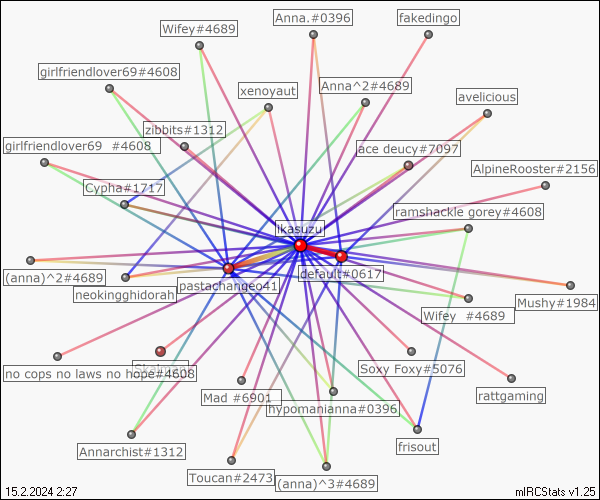 Anna.#0396
fakedingo
Wifey#4689
girlfriendlover69#4608
xenoyaut
Anna^2#4689
avelicious
zibbits#1312
girlfriendlover69 #4608
ace deucy#7097
AlpineRooster#2156
Cypha#1717
ramshackle gorey#4608
ikasuzu
(anna)^2#4689
default#0617
neokingghidorah
pastachangeo41
Mushy#1984
Wifey #4689
no cops no laws no hope#4608
Soxy Foxy#5076
Mad #6901
rattgaming
hypomanianna#0396
Annarchist#1312
frisout
Toucan#2473
(anna)^3#4689
15.2.2024 2:27
mIRCStats v1.25